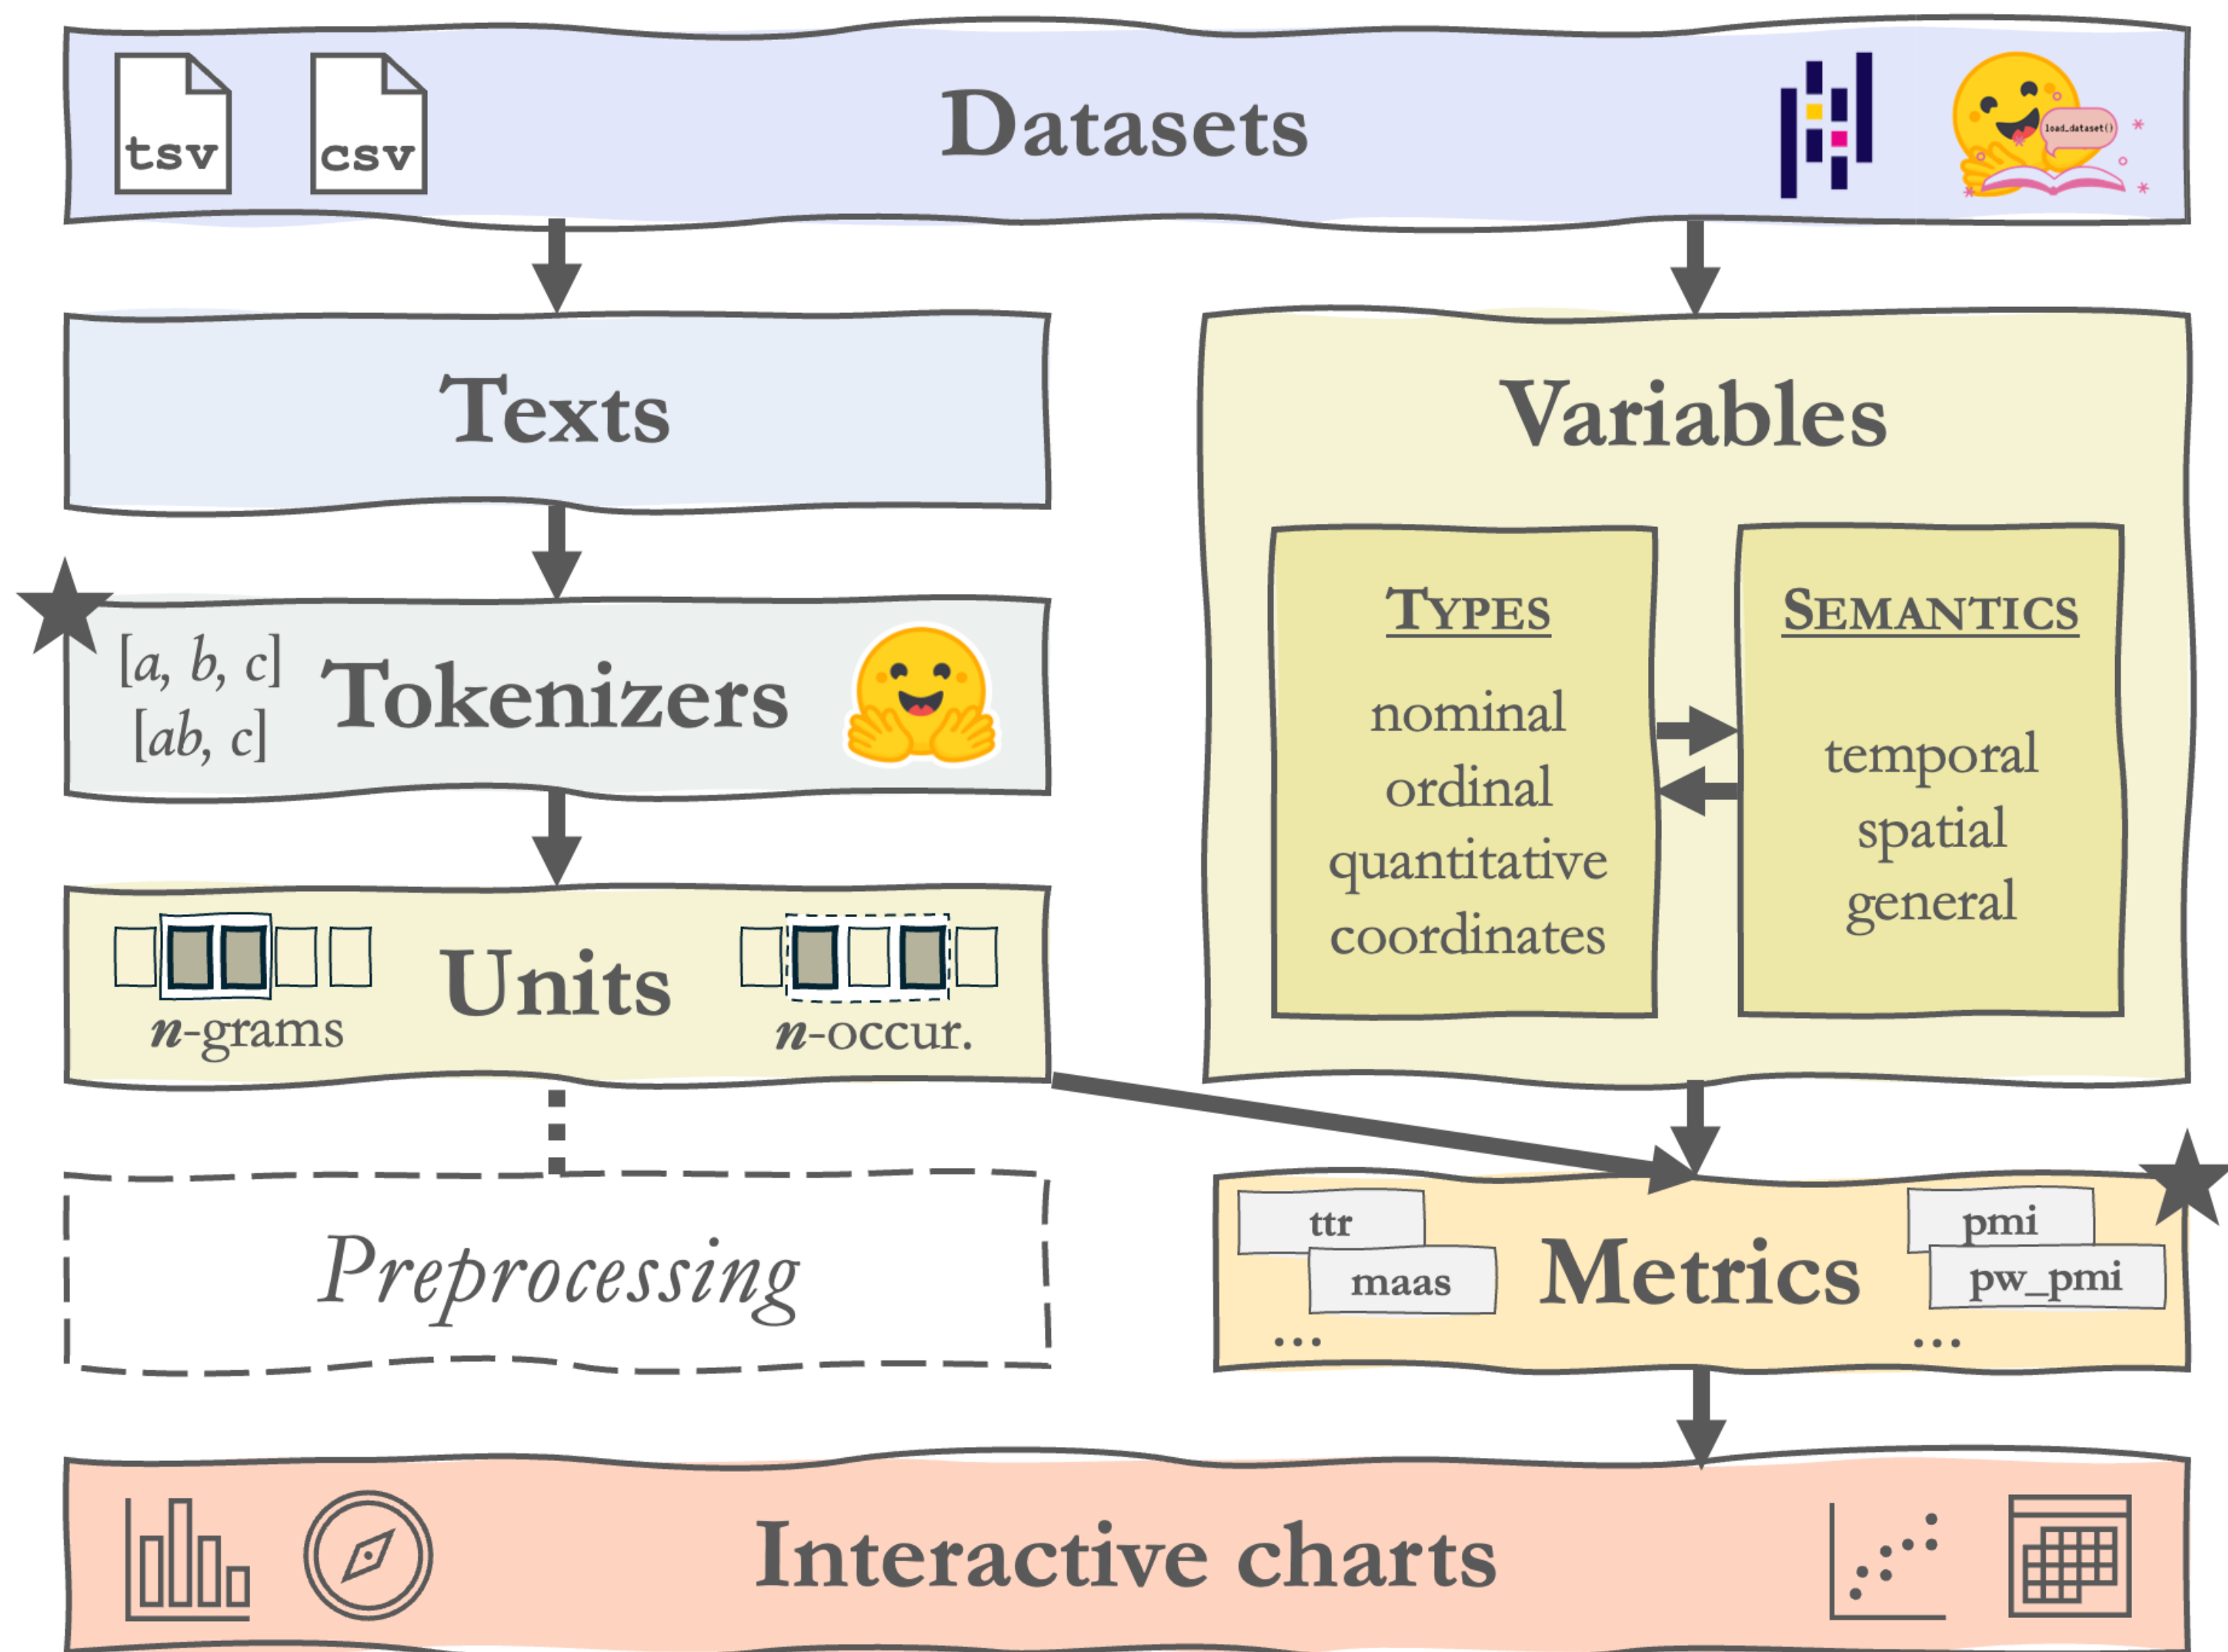 tsv
csv
Datasets
load_dataset()
Texts
[a, b, c]
[ab, c]
Tokenizers
n-grams
Units
n-occur.
Preprocessing
Variables
TYPES
nominal
ordinal
quantitative
coordinates
SEMANTICS
temporal
spatial
general
ttr
maas
...
Metrics
pmi
pw_pmi
...
Interactive charts